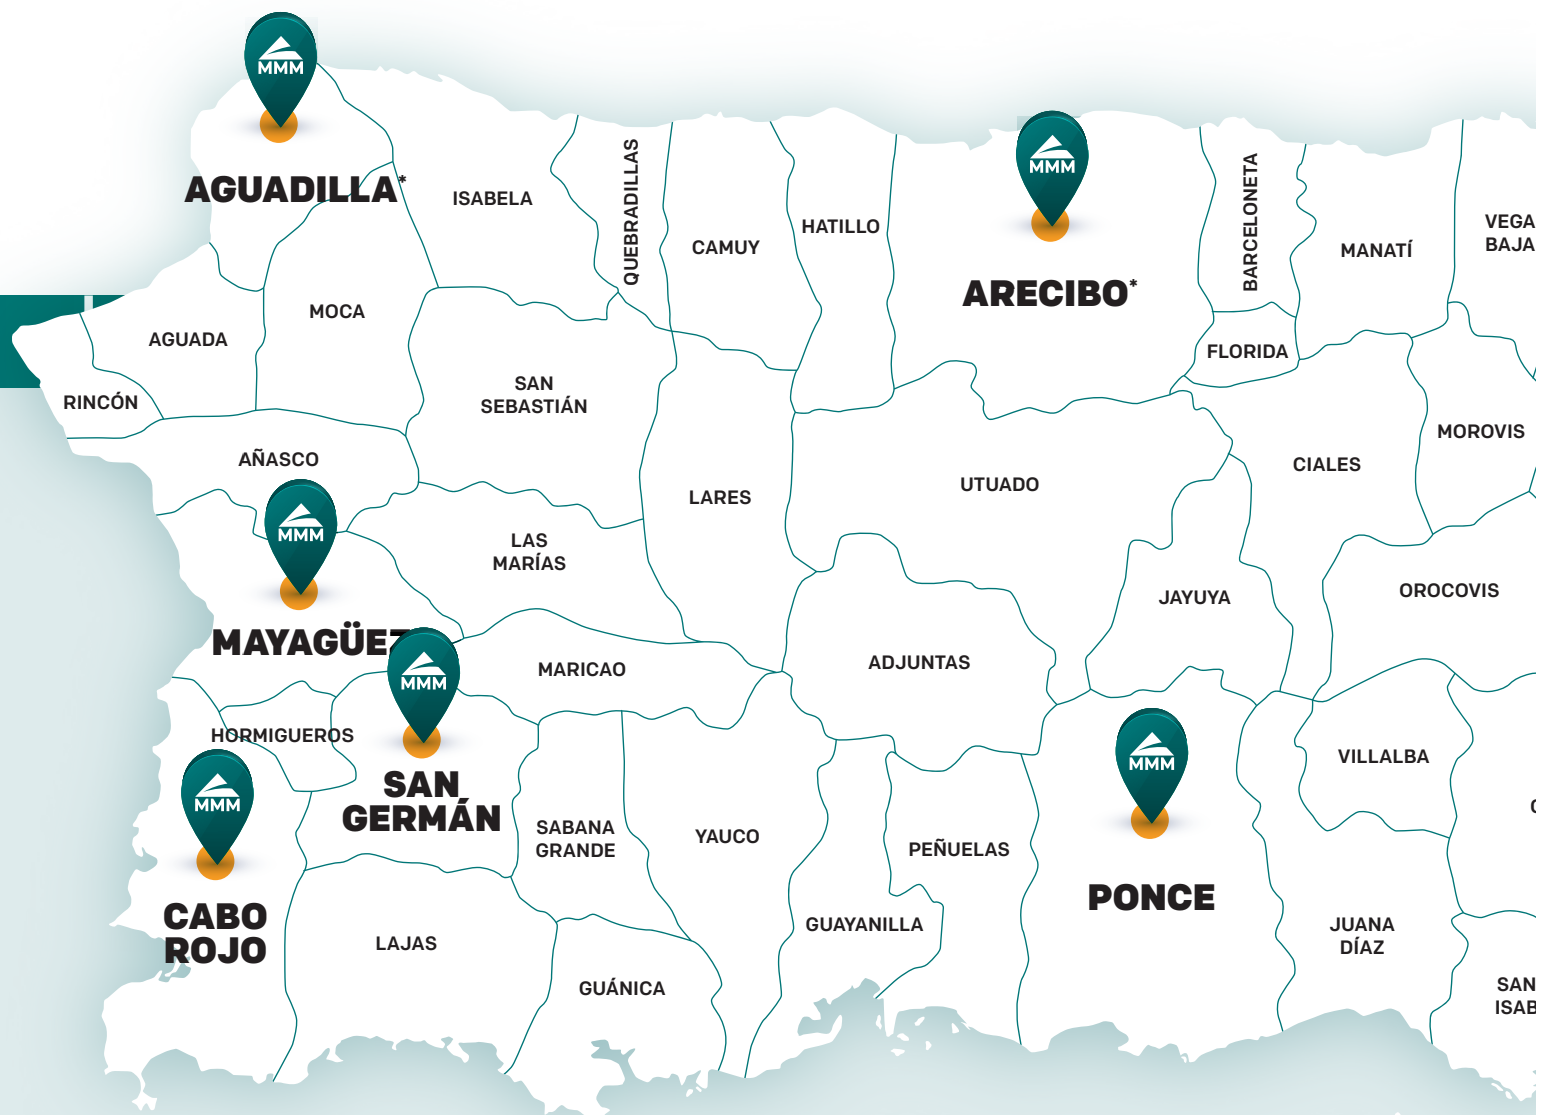 MMM
AGUADILLA*
ISABELA
QUEBRADILLAS
CAMUY
HATILLO
MMM
ARECIBO*
BARCELONETA
MANATÍ
VEGA
BAJA
MOCA
AGUADA
RINCÓN
SAN
SEBASTIÁN
FLORIDA
MOROVIS
CIALES
AÑASCO
LARES
UTUADO
MMM
MAYAGÜEZ
LAS
MARÍAS
JAYUYA
OROCOVIS
MMM
SAN
GERMÁN
MARICAO
ADJUNTAS
HORMIGUEROS
MMM
CABO
ROJO
SABANA
GRANDE
YAUCO
PEÑUELAS
MMM
PONCE
VILLALBA
LAJAS
GUÁNICA
GUAYANILLA
JUANA
DÍAZ
SAN
ISAB